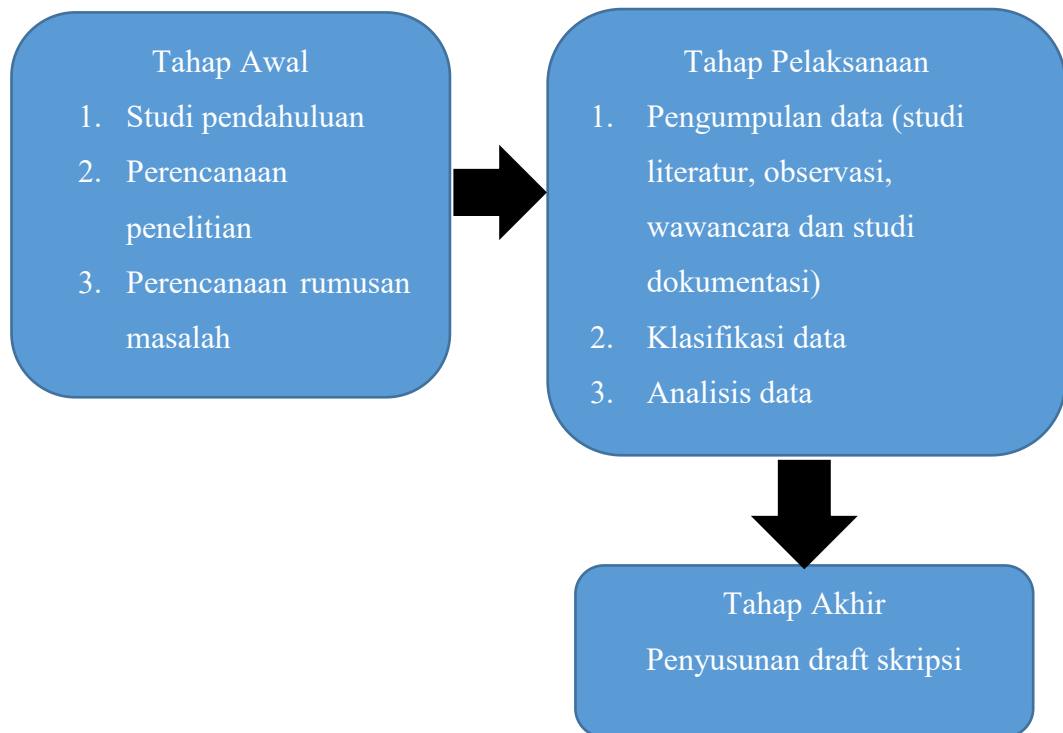 Tahap Awal
1. Studi pendahuluan
2. Perencanaan
penelitian
3. Perencanaan rumusan
masalah
Tahap Pelaksanaan
1. Pengumpulan data (studi
literatur, observasi,
wawancara dan studi
dokumentasi)
2. Klasifikasi data
3. Analisis data
Tahap Akhir
Penyusunan draft skripsi